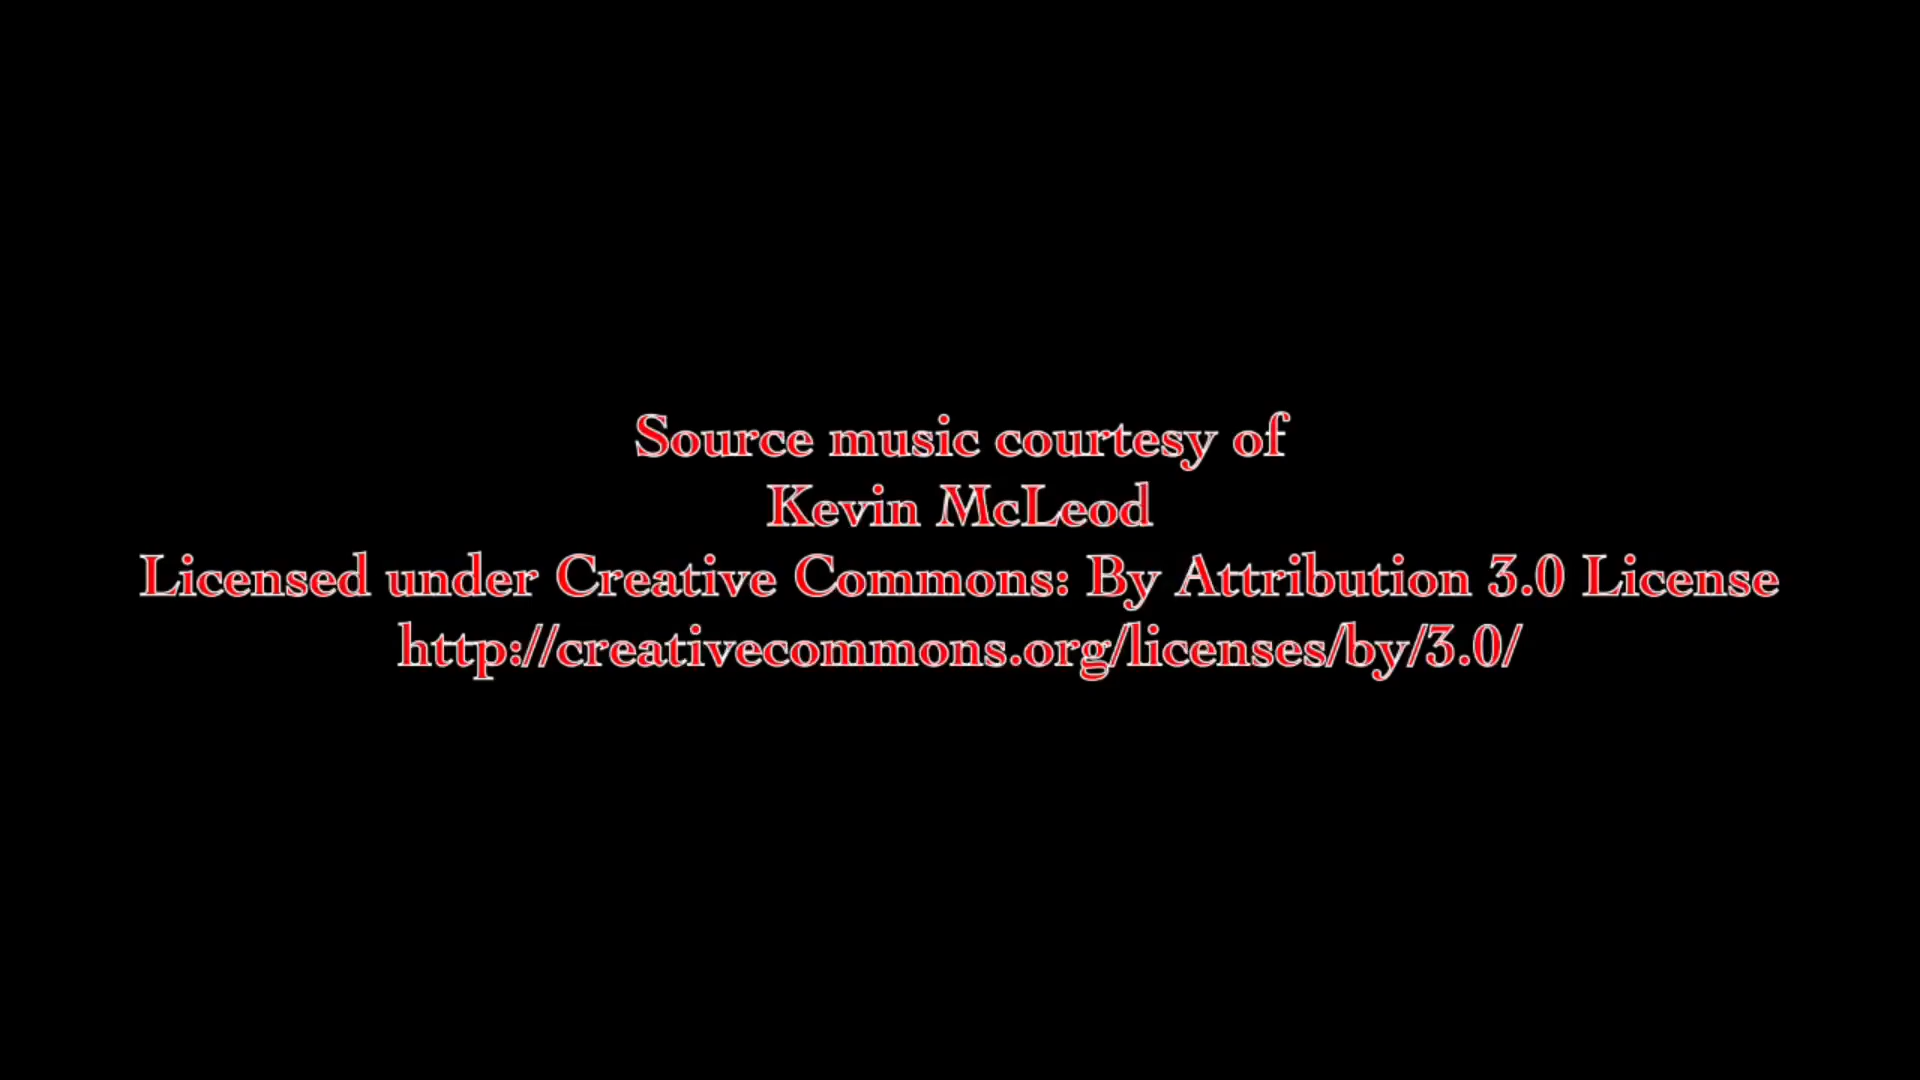 Source music courtesy of
Kevin McLeod
Licensed under Creative Commons: By Attribution 3.0 License
http://creativecommons.org/licenses/by/3.0/